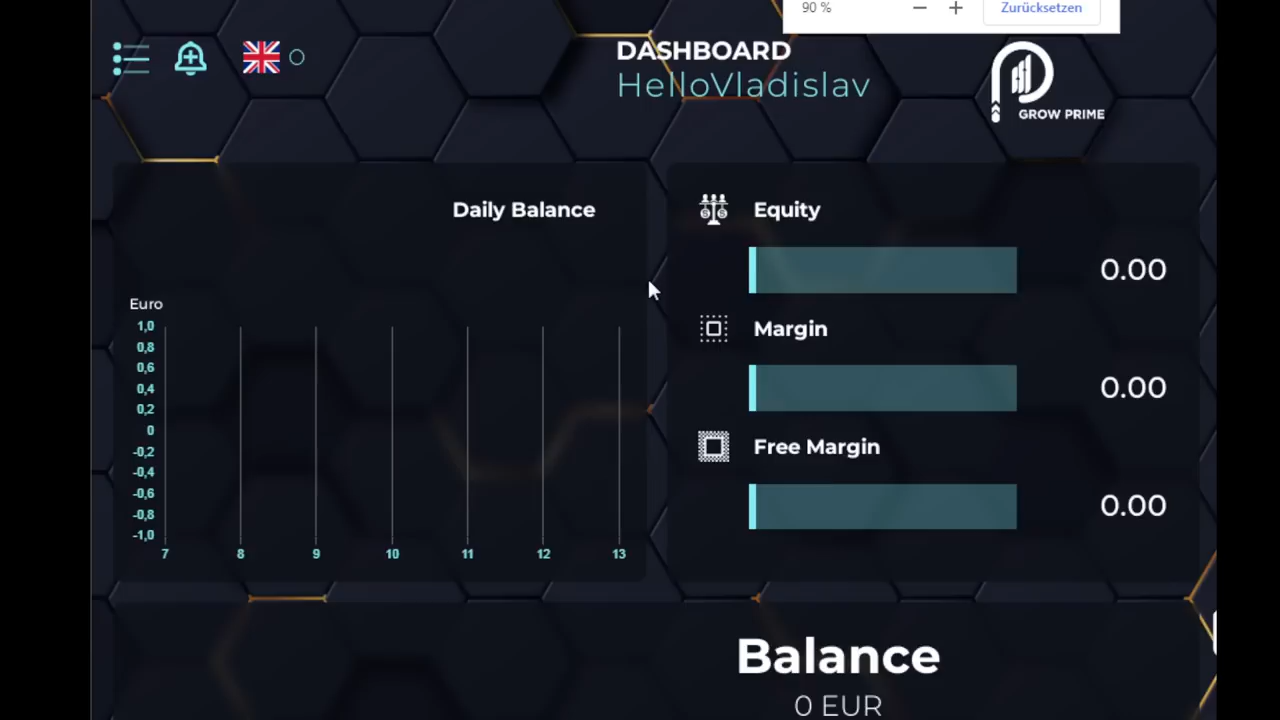 90 %
Zurücksetzen
DASHBOARD
HelloVladislav
GROW PRIME
Daily Balance
Euro
1,0
0,8
0,6
0,4
0,2
0
-0,2
-0,4
-0,6
-0,8
-1,0
7 8 9 10 11 12 13
Equity
0.00
Margin
0.00
Free Margin
0.00
Balance
0 EUR